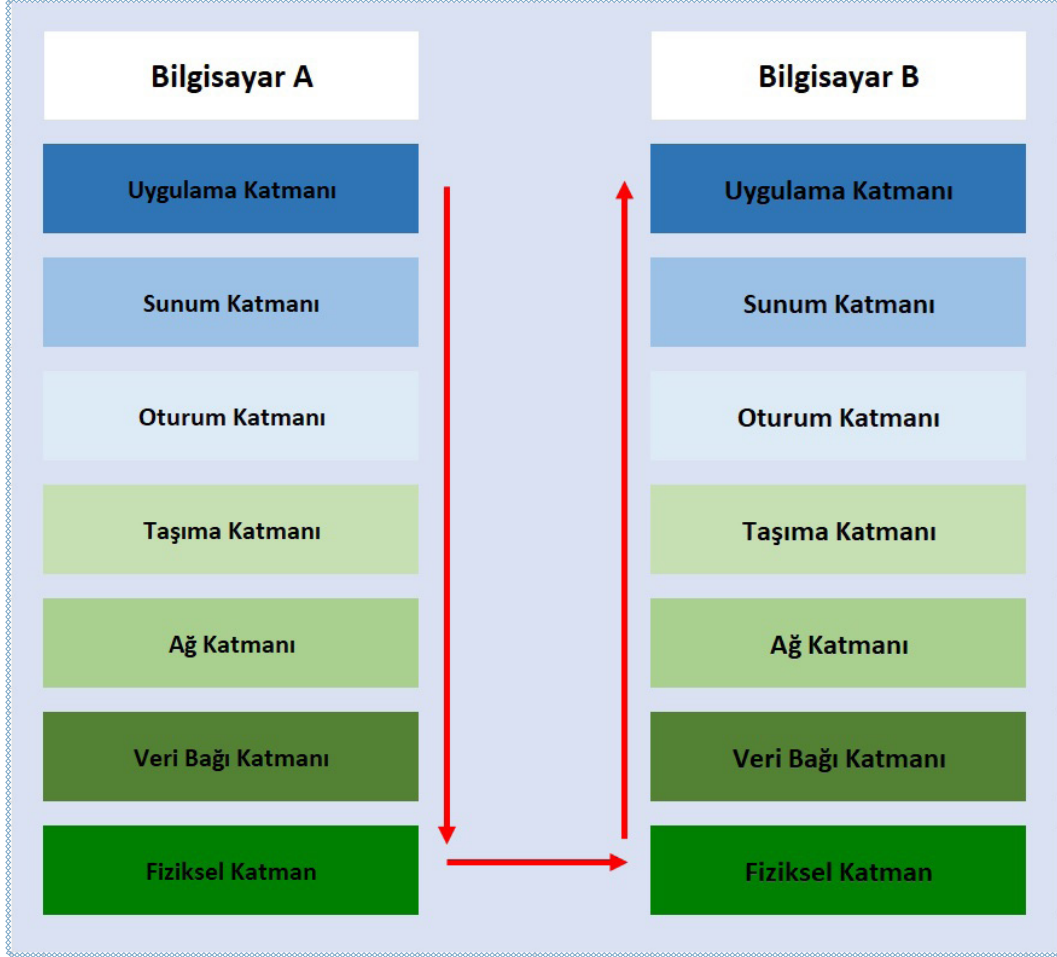 Bilgisayar A
Uygulama Katmanı
Sunum Katmanı
Oturum Katmanı
Taşıma Katmanı
Ağ Katmanı
Veri Bağı Katmanı
Fiziksel Katman
Bilgisayar B
Uygulama Katmanı
Sunum Katmanı
Oturum Katmanı
Taşıma Katmanı
Ağ Katmanı
Veri Bağı Katmanı
Fiziksel Katman